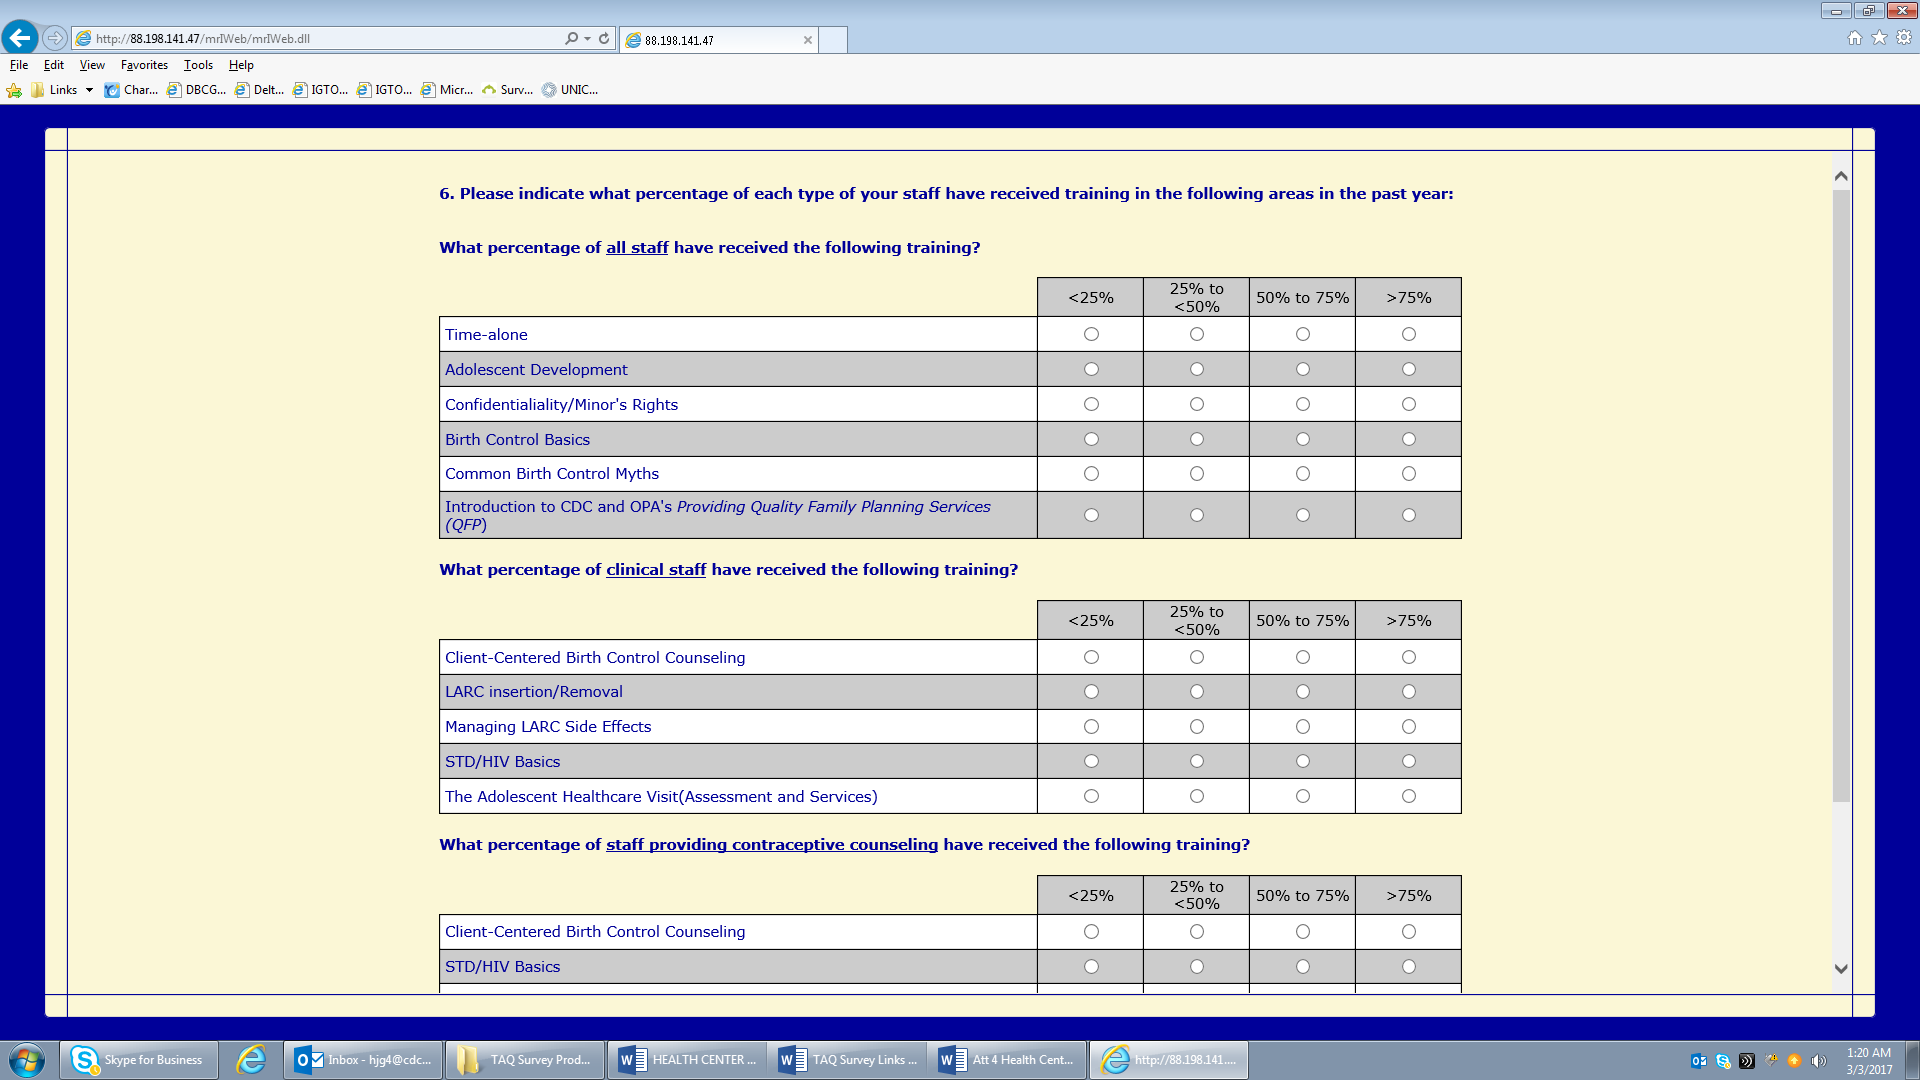 http://88.198.141.47/mrIWeb/mrIWeb.dll
88.198.141.47
File Edit View Favorites Tools Help
Links Char... DBCG... Delt... IGTO... IGTO... Micr... Surv... UNIC...
6. Please indicate what percentage of each type of your staff have received training in the following areas in the past year:
What percentage of all staff have received the following training?
<25% 25% to <50% 50% to 75% >75%
Time-alone
Adolescent Development
Confidentialiality/Minor's Rights
Birth Control Basics
Common Birth Control Myths
Introduction to CDC and OPA's Providing Quality Family Planning Services
(QFP)
What percentage of clinical staff have received the following training?
<25% 25% to <50% 50% to 75% >75%
Client-Centered Birth Control Counseling
LARC insertion/Removal
Managing LARC Side Effects
STD/HIV Basics
The Adolescent Healthcare Visit(Assessment and Services)
What percentage of staff providing contraceptive counseling have received the following training?
<25% 25% to <50% 50% to 75% >75%
Client-Centered Birth Control Counseling
STD/HIV Basics
Skype for Business Inbox - hjg4@cdc... TAQ Survey Prod... HEALTH CENTER ... TAQ Survey Links ... Att 4 Health Cent... http://88.198.141....
1:20 AM
3/3/2017